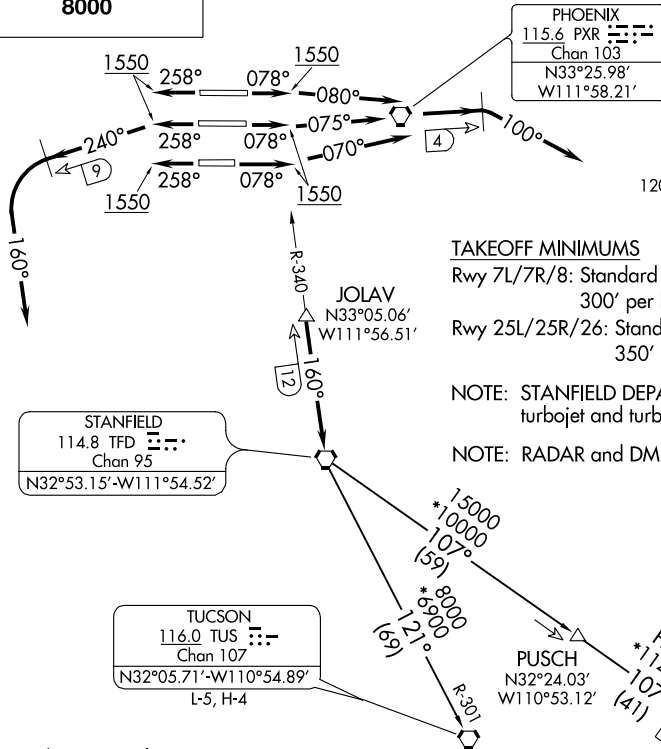 8000
PHOENIX
115.6 PXR
Chan 103
N33°25.98'
W111°58.21'
1550
1550
258°
078°
080°
240°
258°
078°
075°
4
100°
9
258°
078°
070°
1550
1550
160°
120
R-340
JOLAV
N33°05.06'
W111°56.51'
12
160°
TAKEOFF MINIMUMS
Rwy 7L/7R/8: Standard
300' per
Rwy 25L/25R/26: Stand
350'
NOTE: STANFIELD DEPA
turbojet and turb
NOTE: RADAR and DM
STANFIELD
114.8 TFD
Chan 95
N32°53.15'-W111°54.52'
15000
*10000
107°
(59)
8000
*6900
121°
(69)
TUCSON
116.0 TUS
Chan 107
N32°05.71'-W110°54.89'
L-5, H-4
R-301
PUSCH
N32°24.03'
W110°53.12'
107
(41)